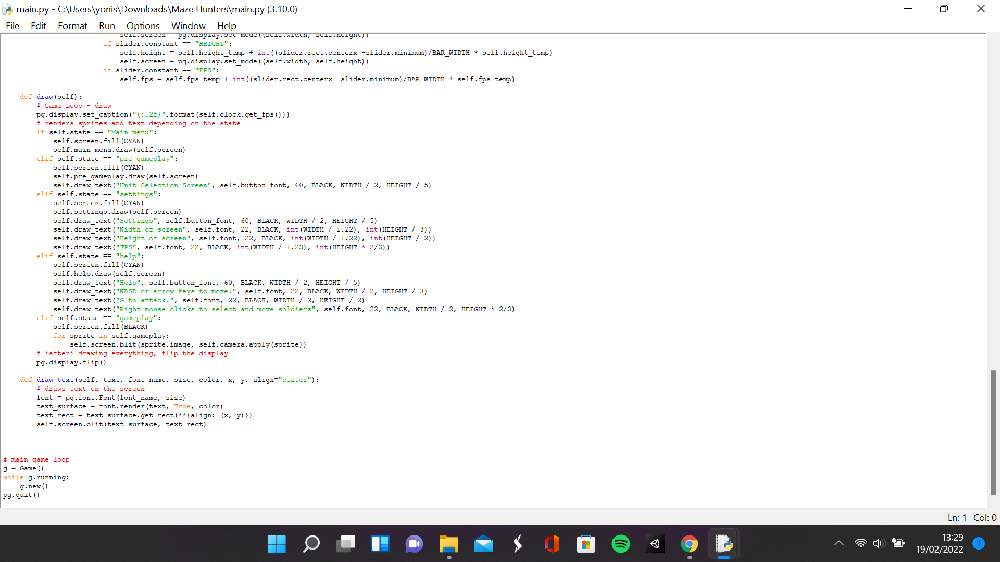 main.py - C:\Users\yonis\Downloads\Maze Hunters\main.py (3.10.0)
File Edit Format Run Options Window Help
self.screen = pg.display.set_mode((self.width, self.height))
if slider.constant == "HEIGHT":
self.height = self.height_temp + int((slider.rect.centerx -slider.minimum)/BAR_WIDTH * self.height_temp)
self.screen = pg.display.set_mode((self.width, self.height))
if slider.constant == "FPS":
self.fps = self.fps_temp + int((slider.rect.centerx -slider.minimum)/BAR_WIDTH * self.fps_temp)
def draw(self):
# Game Loop - draw
pg.display.set_caption("{:.2f}".format(self.clock.get_fps()))
# renders sprites and text depending on the state
if self.state == "Main menu":
self.screen.fill(CYAN)
self.main_menu.draw(self.screen)
elif self.state == "pre gameplay":
self.screen.fill(CYAN)
self.pre_gameplay.draw(self.screen)
self.draw_text("Unit Selection Screen", self.button_font, 60, BLACK, WIDTH / 2, HEIGHT / 5)
elif self.state == "settings":
self.screen.fill(CYAN)
self.settings.draw(self.screen)
self.draw_text("Settings", self.button_font, 60, BLACK, WIDTH / 2, HEIGHT / 5)
self.draw_text("Width of screen", self.font, 22, BLACK, int(WIDTH / 1.22), int(HEIGHT / 3))
self.draw_text("Height of screen", self.font, 22, BLACK, int(WIDTH / 1.22), int(HEIGHT / 2))
self.draw_text("FPS", self.font, 22, BLACK, int(WIDTH / 1.23), int(HEIGHT * 2/3))
elif self.state == "help":
self.screen.fill(CYAN)
self.help.draw(self.screen)
self.draw_text("Help", self.button_font, 60, BLACK, WIDTH / 2, HEIGHT / 5)
self.draw_text("WASD or arrow keys to move.", self.font, 22, BLACK, WIDTH / 2, HEIGHT / 3)
self.draw_text("G to attack.", self.font, 22, BLACK, WIDTH / 2, HEIGHT / 2)
self.draw_text("Right mouse clicks to select and move soldiers", self.font, 22, BLACK, WIDTH / 2, HEIGHT * 2/3)
elif self.state == "gameplay":
self.screen.fill(BLACK)
for sprite in self.gameplay:
self.screen.blit(sprite.image, self.camera.apply(sprite))
# *after* drawing everything, flip the display
pg.display.flip()
def draw_text(self, text, font_name, size, color, x, y, align="center"):
# draws text on the screen
font = pg.font.Font(font_name, size)
text_surface = font.render(text, True, color)
text_rect = text_surface.get_rect(**{align: (x, y)})
self.screen.blit(text_surface, text_rect)
# main game loop
g = Game()
while g.running:
g.new()
pg.quit()
Ln: 1 Col: 0
13:29
19/02/2022
1